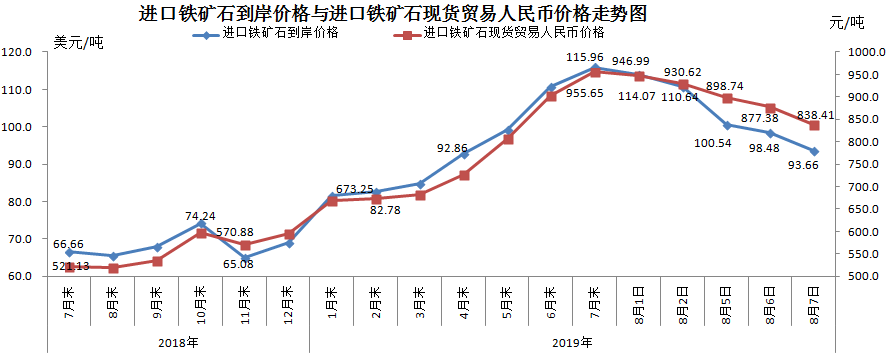 进口铁矿石到岸价格与进口铁矿石现货贸易人民币价格走势图
美元/吨
进口铁矿石到岸价格
进口铁矿石现货贸易人民币价格
元/吨
120.0
110.0
100.0
90.0
80.0
70.0
60.0
1000.0
950.0
900.0
850.0
800.0
750.0
700.0
650.0
600.0
550.0
500.0
66.66
521.13
74.24
570.88
65.08
673.25
82.78
92.86
115.96
955.65
946.99
114.07
930.62
110.64
898.74
100.54
877.38
98.48
838.41
93.66
7月末
8月末
9月末
10月末
11月末
12月末
1月末
2月末
3月末
4月末
5月末
6月末
7月末
8月1日
8月2日
8月5日
8月6日
8月7日
2018年
2019年